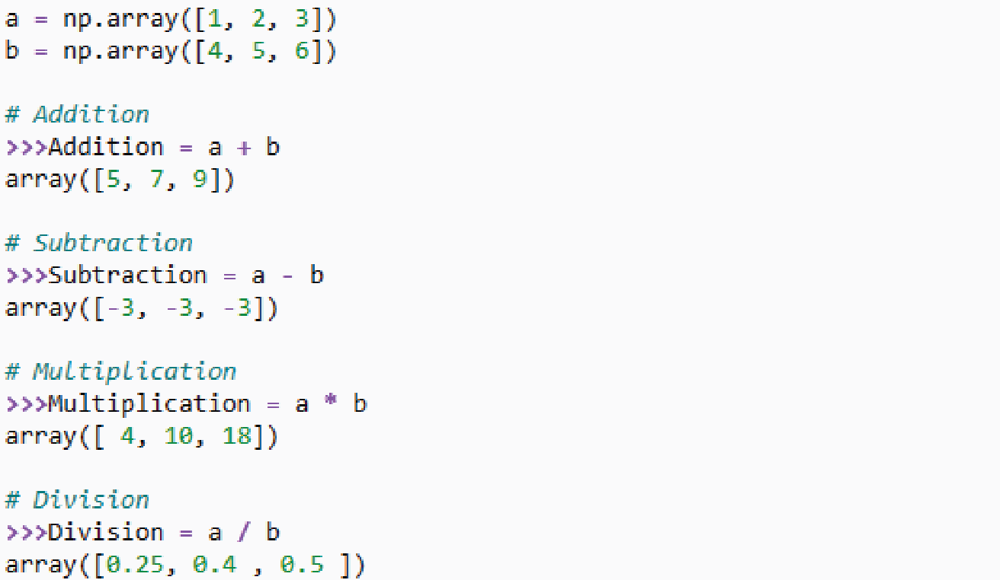 a = np.array([1, 2, 3])
b = np.array([4, 5, 6])
# Addition
>>>Addition = a + b
array([5, 7, 9])
# Subtraction
>>>Subtraction = a - b
array([-3, -3, -3])
# Multiplication
>>>Multiplication = a * b
array([ 4, 10, 18])
# Division
>>>Division = a / b
array([0.25, 0.4 , 0.5 ])